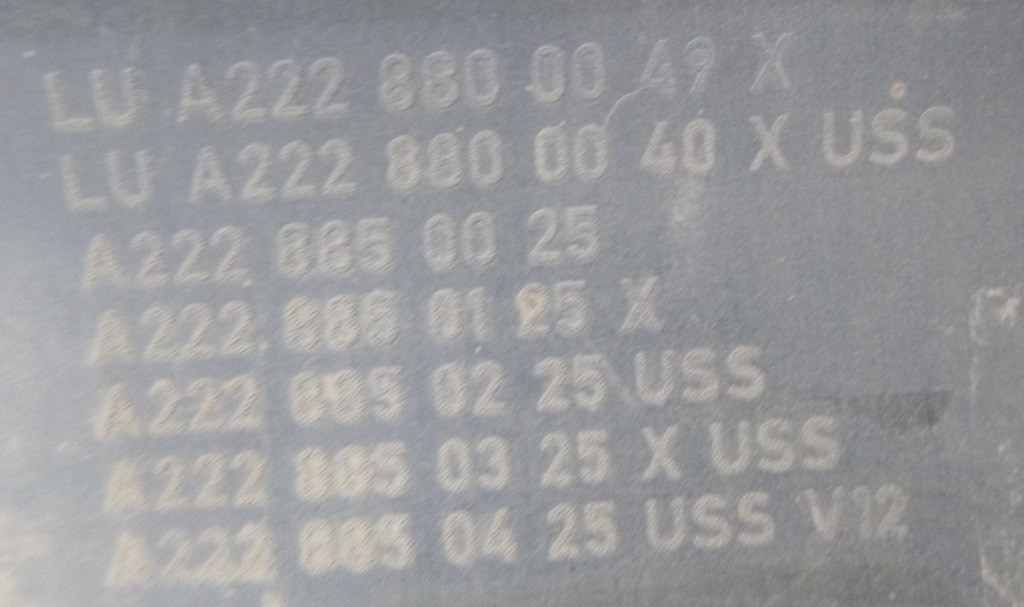 LU A222 880 00 49 X
LU A222 880 00 40 X USS
A222 885 00 25
A222 885 01 25 X
A222 885 02 25 USS
A222 885 03 25 X USS
A222 885 04 25 USS V12